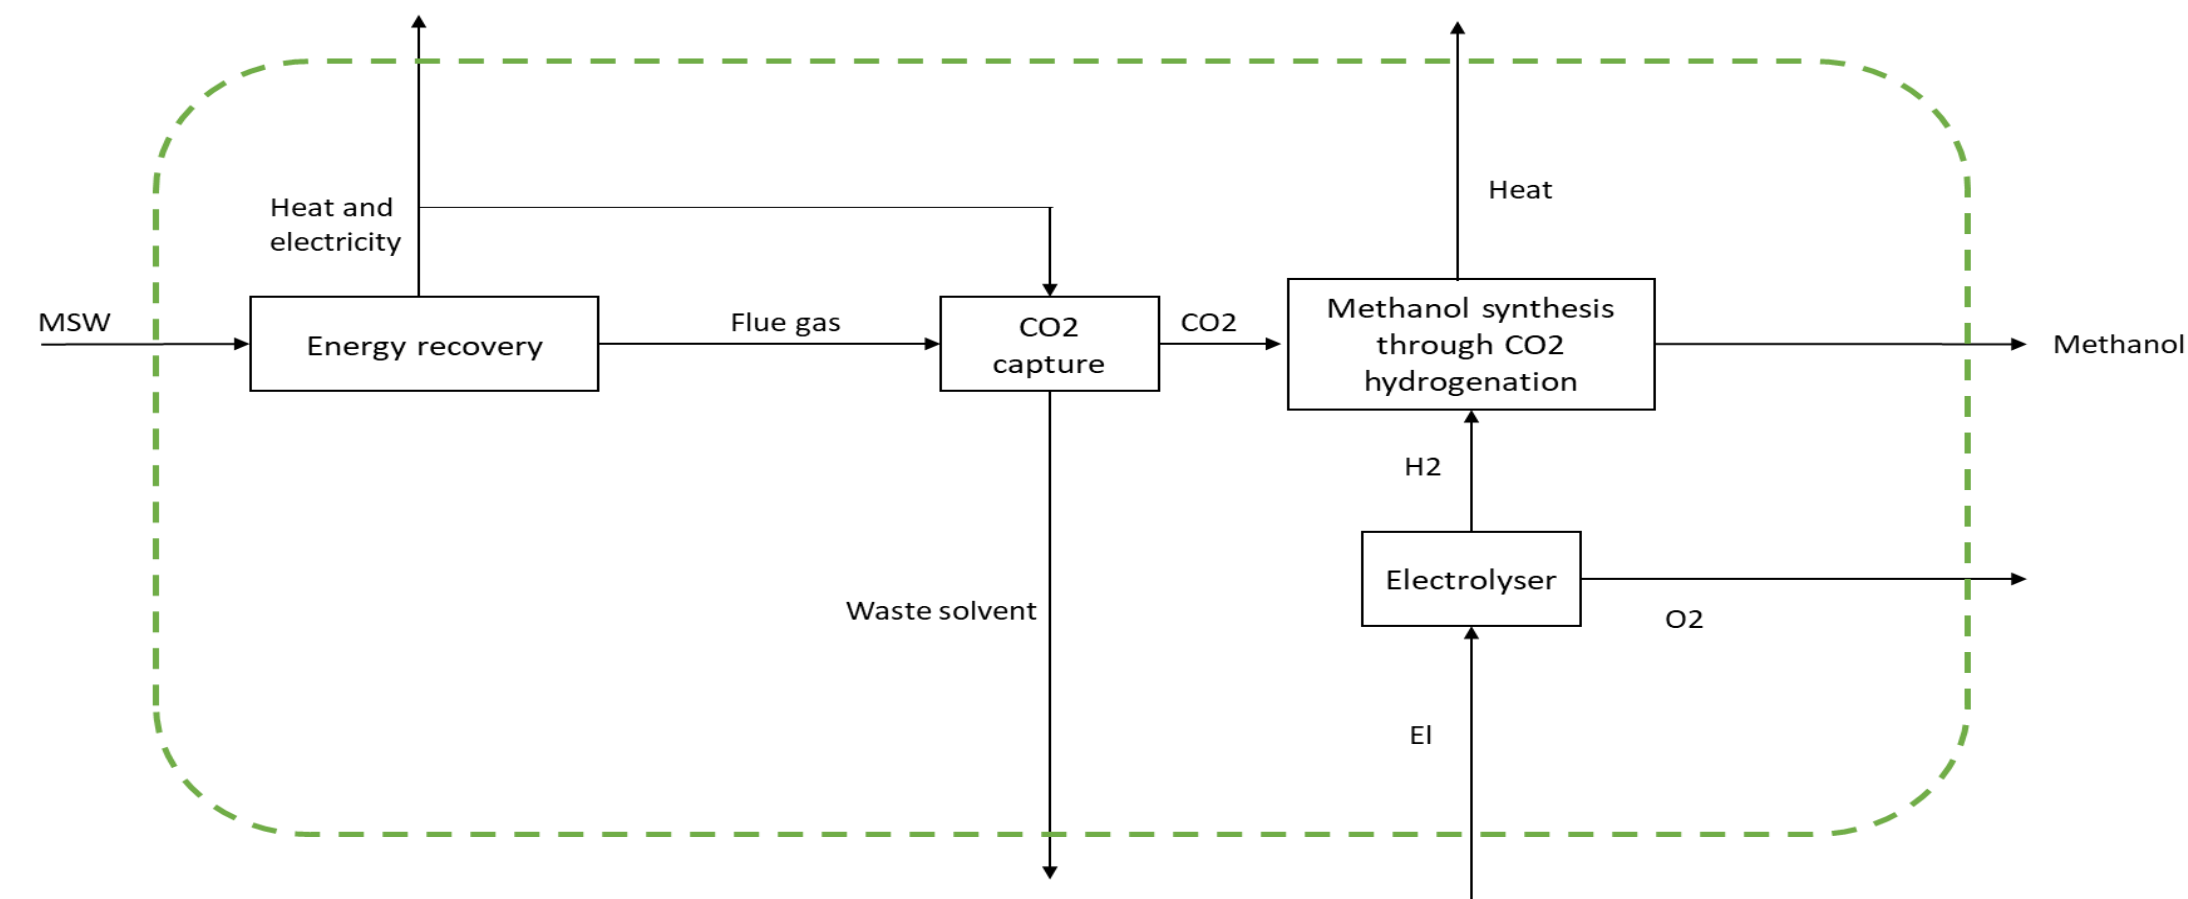 Heat and
electricity
Heat
MSW
Energy recovery
Flue gas
CO2
capture
CO2
Methanol synthesis
through CO2
hydrogenation
Methanol
H2
Electrolyser
O2
Waste solvent
El